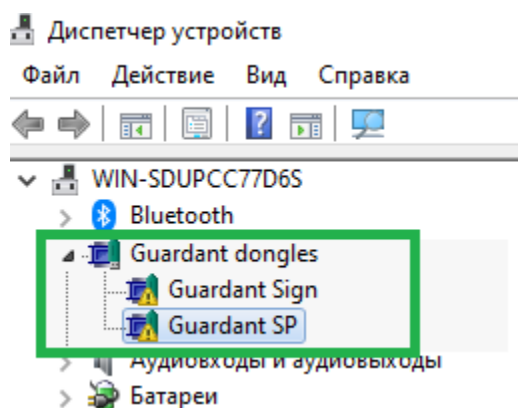 Диспетчер устройств
Файл Действие Вид Справка
WIN-SDUPCC77D6S
Bluetooth
Guardant dongles
Guardant Sign
Guardant SP
Аудиовходы и аудиовыходы
Батареи